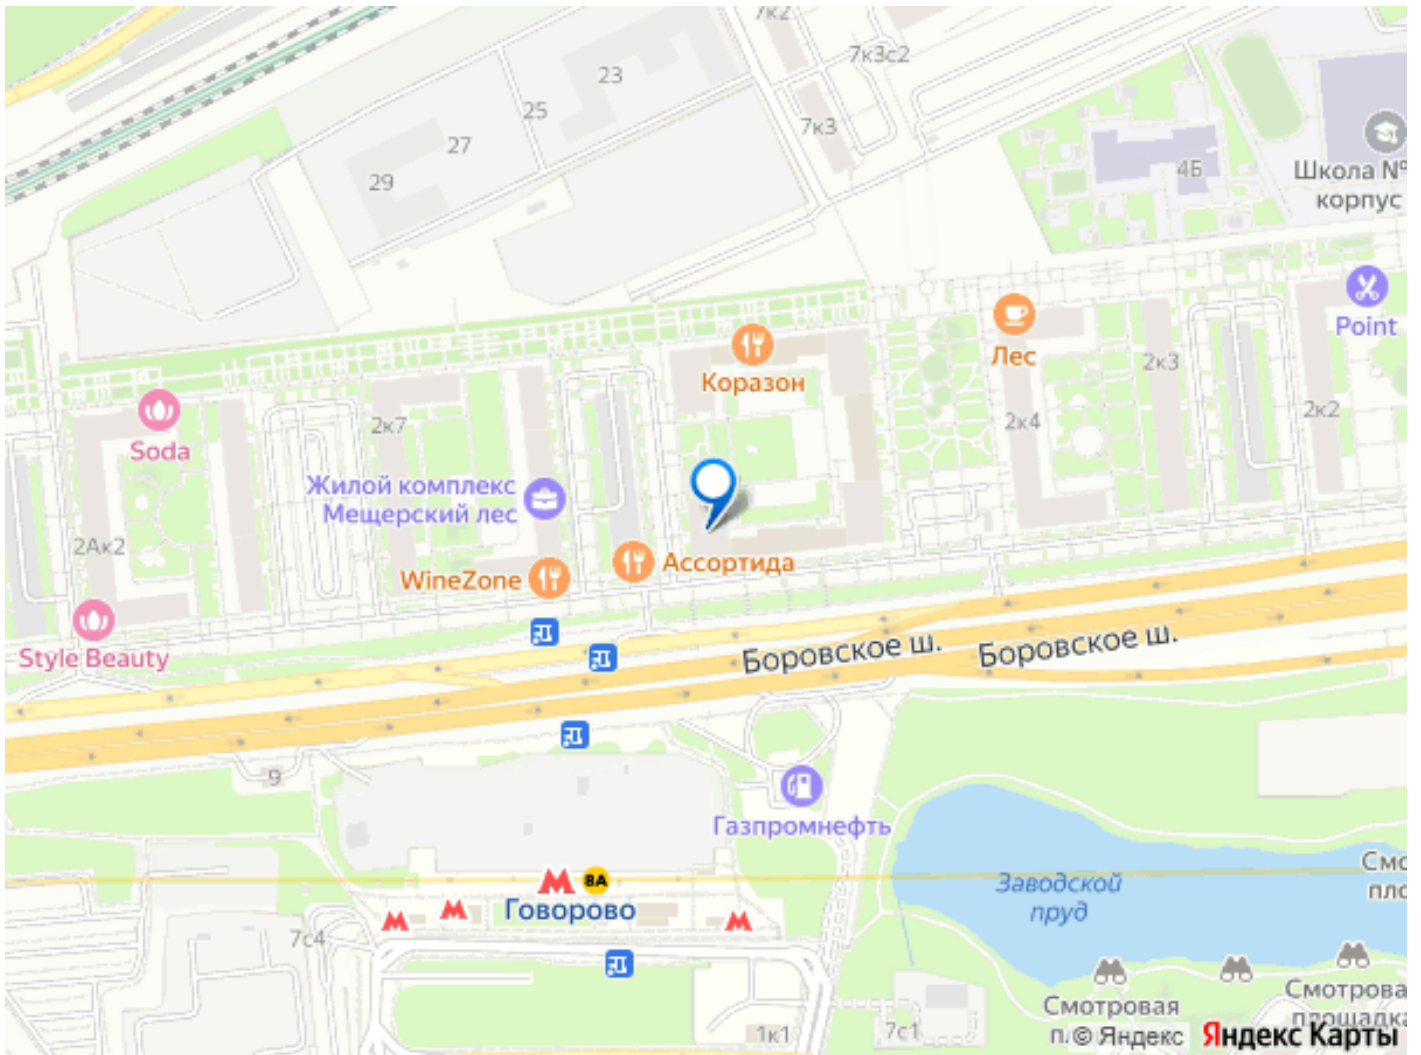 7к2
7к3с2
23
25
7к3
27
29
4Б
Школа №
корпус
Point
Лес
2к3
Коразон
2к4
2к2
2к7
Soda
Жилой комплекс
Мещерский лес
2Ак2
Ассортида
WineZone
Style Beauty
Боровское ш.
Боровское ш.
9
Газпромнефть
8А
Говорово
Заводской
пруд
7с4
Смотровая
7с1
1к1
© Яндекс
Яндекс Карты